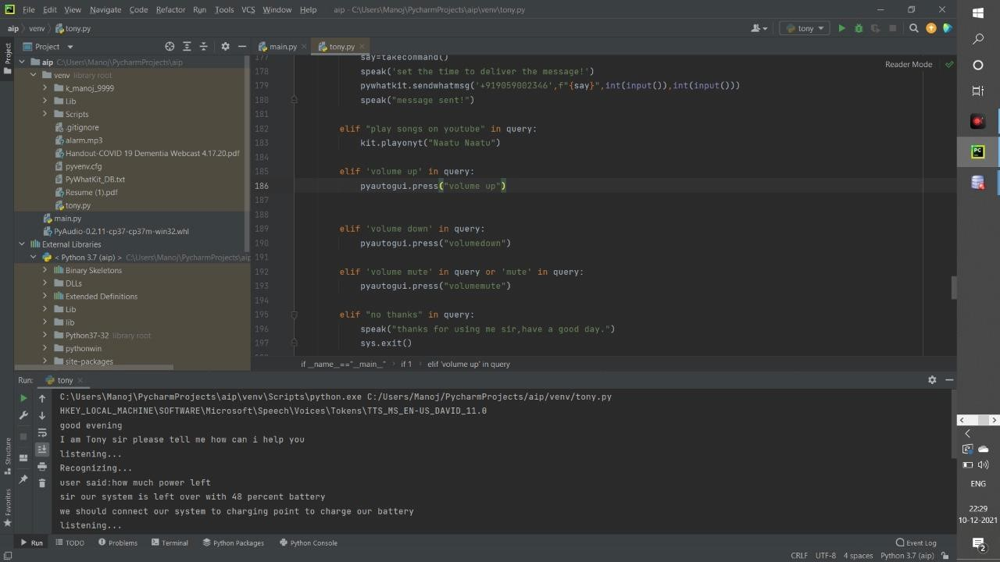 File Edit View Navigate Code Refactor Run Tools VCS Window Help aip - C:\Users\Manoj\PycharmProjects\aip\venv\tony.py
aip venv tony.py
tony
Project
main.py
tony.py
Project
aip C:\Users\Manoj\PycharmProjects\aip
venv library root
k_manoj_9999
Lib
Scripts
.gitignore
alarm.mp3
Handout-COVID 19 Dementia Webcast 4.17.20.pdf
pyvenv.cfg
PyWhatKit_DB.txt
Resume (1).pdf
tony.py
main.py
PyAudio-0.2.11-cp37-cp37m-win32.whl
External Libraries
< Python 3.7 (aip) > C:\Users\Manoj\PycharmProjects\aip
Binary Skeletons
DLLs
Extended Definitions
Lib
lib
Python37-32 library root
pythonwin
site-packages
Reader Mode
177 say=takecommand()
178 speak('set the time to deliver the message!')
179 pywhatkit.sendwhatmsg('+919059002346',f"{say}",int(input()),int(input()))
180 speak("message sent!")
181
182 elif "play songs on youtube" in query:
183 kit.playonyt("Naatu Naatu")
184
185 elif 'volume up' in query:
186 pyautogui.press("volume up")
187
188
189 elif 'volume down' in query:
190 pyautogui.press("volumedown")
191
192 elif 'volume mute' in query or 'mute' in query:
193 pyautogui.press("volumemute")
194
195 elif "no thanks" in query:
196 speak("thanks for using me sir,have a good day.")
197 sys.exit()
if __name__=="__main__" › if 1 › elif 'volume up' in query
Run: tony
C:\Users\Manoj\PycharmProjects\aip\venv\Scripts\python.exe C:/Users/Manoj/PycharmProjects/aip/venv/tony.py
HKEY_LOCAL_MACHINE\SOFTWARE\Microsoft\Speech\Voices\Tokens\TTS_MS_EN-US_DAVID_11.0
good evening
I am Tony sir please tell me how can i help you
listening...
Recognizing...
user said:how much power left
sir our system is left over with 48 percent battery
we should connect our system to charging point to charge our battery
listening...
Structure
Favorites
Run TODO Problems Terminal Python Packages Python Console Event Log
CRLF UTF-8 4 spaces Python 3.7 (aip)
PC
ENG
22:29
10-12-2021
2